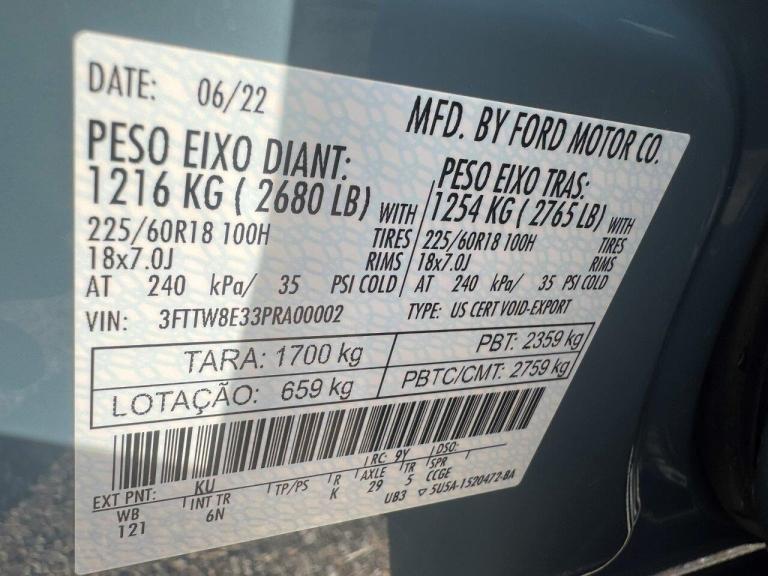 DATE: 06/22
MFD. BY FORD MOTOR CO.
PESO EIXO DIANT:
1216 KG ( 2680 LB) WITH
225/60R18 100H TIRES
18x7.0J RIMS
AT 240 kPa/ 35 PSI COLD
PESO EIXO TRAS:
1254 KG ( 2765 LB) WITH
225/60R18 100H TIRES
18x7.0J RIMS
AT 240 kPa/ 35 PSI COLD
VIN: 3FTTW8E33PRA00002 TYPE: US CERT VOID-EXPORT
TARA: 1700 kg PBT: 2359 kg
LOTAÇÃO: 659 kg PBTC/CMT: 2759 kg
EXT PNT: KU RC: 9Y DSO:
WB INT TR TP/PS R AXLE TR SPR
121 6N K 29 5 CCGE
UB3 ▽ 5U5A-1520472-BA